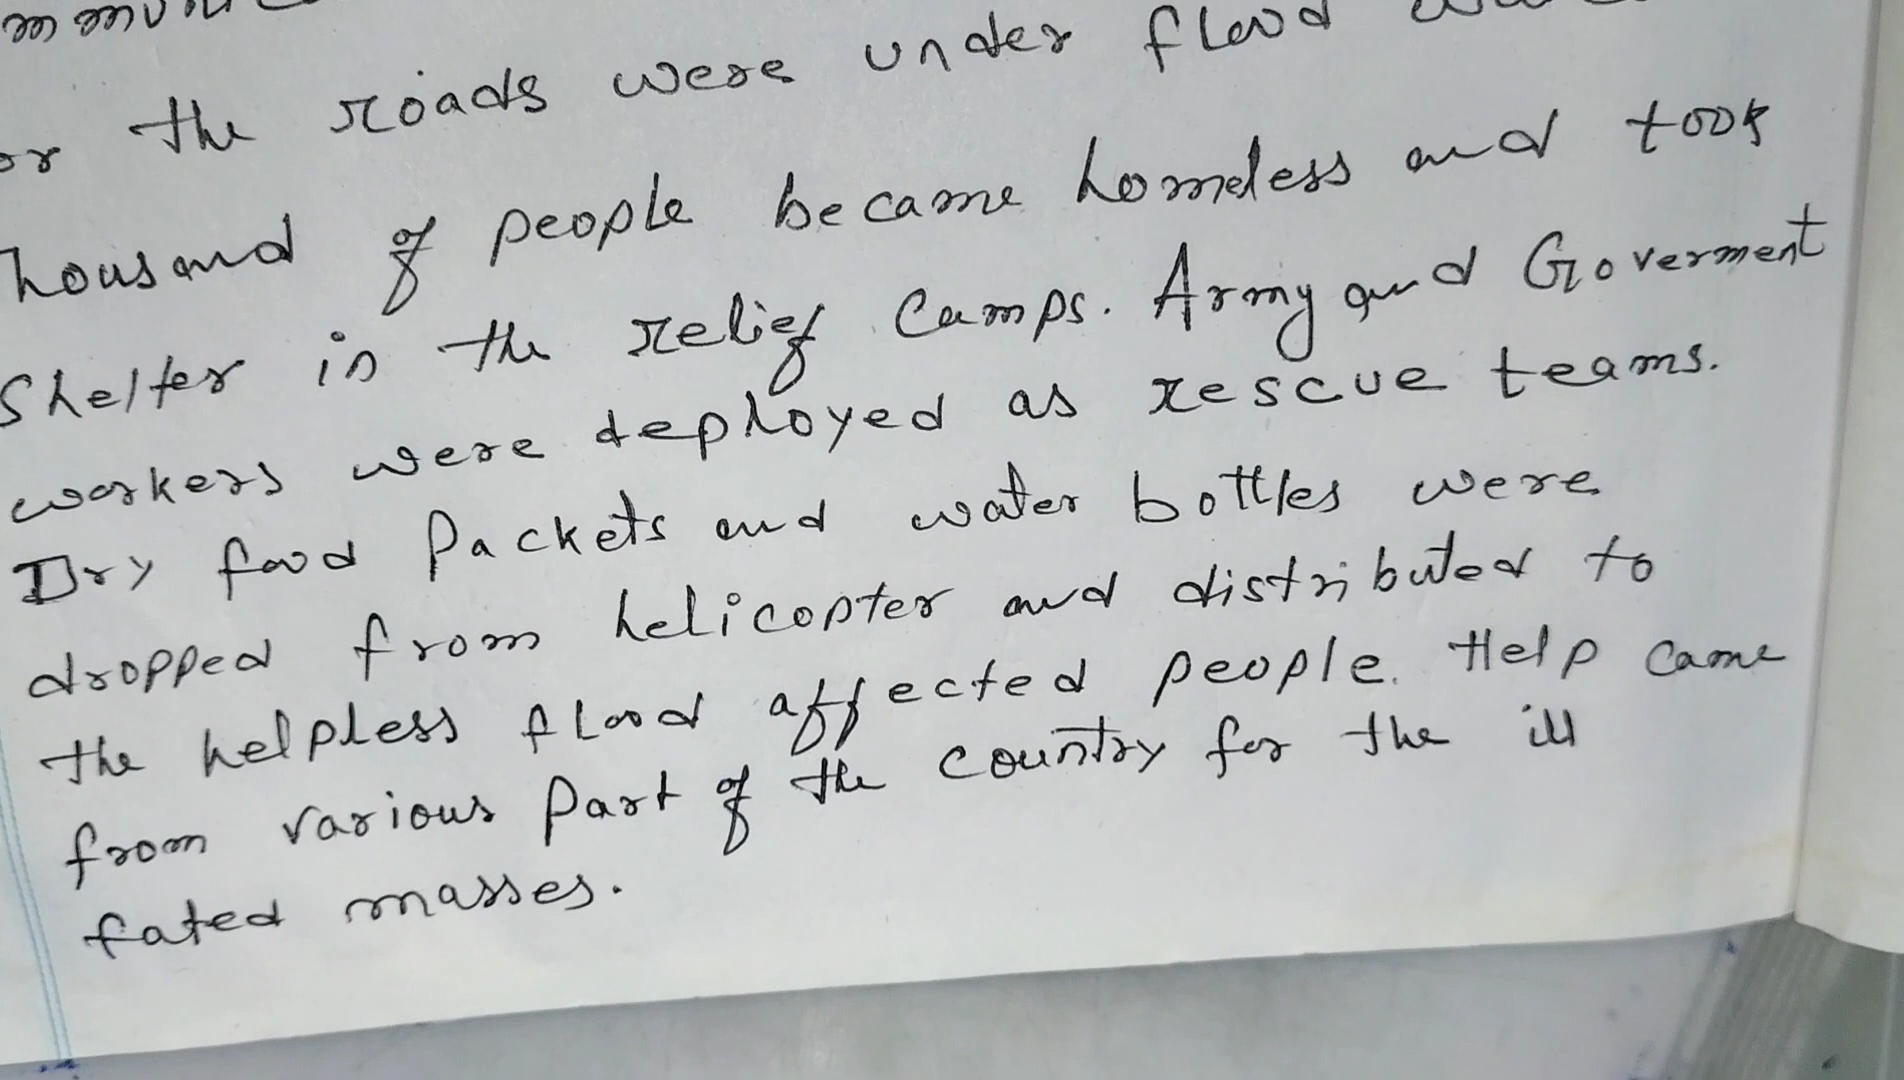 the roads were under flood
Thousand of people became homeless and took
Shelter in the relief Camps. Army and Goverment
workers were deployed as rescue teams.
Dry food Packets and water bottles were
dropped from helicopter and distributed to
the helpless flood affected people. Help came
from various Part of the country for the ill
fated masses.